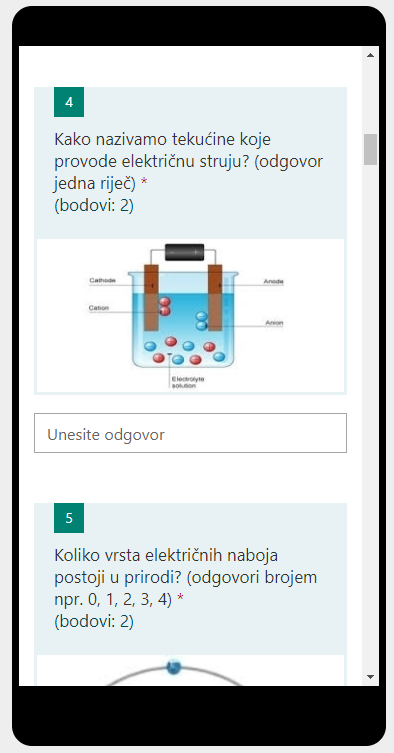 4
Kako nazivamo tekućine koje
provode električnu struju? (odgovor
jedna riječ) *
(bodovi: 2)
Cathode
Anode
Cation
Anion
Electrolyte
solution
Unesite odgovor
5
Koliko vrsta električnih naboja
postoji u prirodi? (odgovori brojem
npr. 0, 1, 2, 3, 4) *
(bodovi: 2)